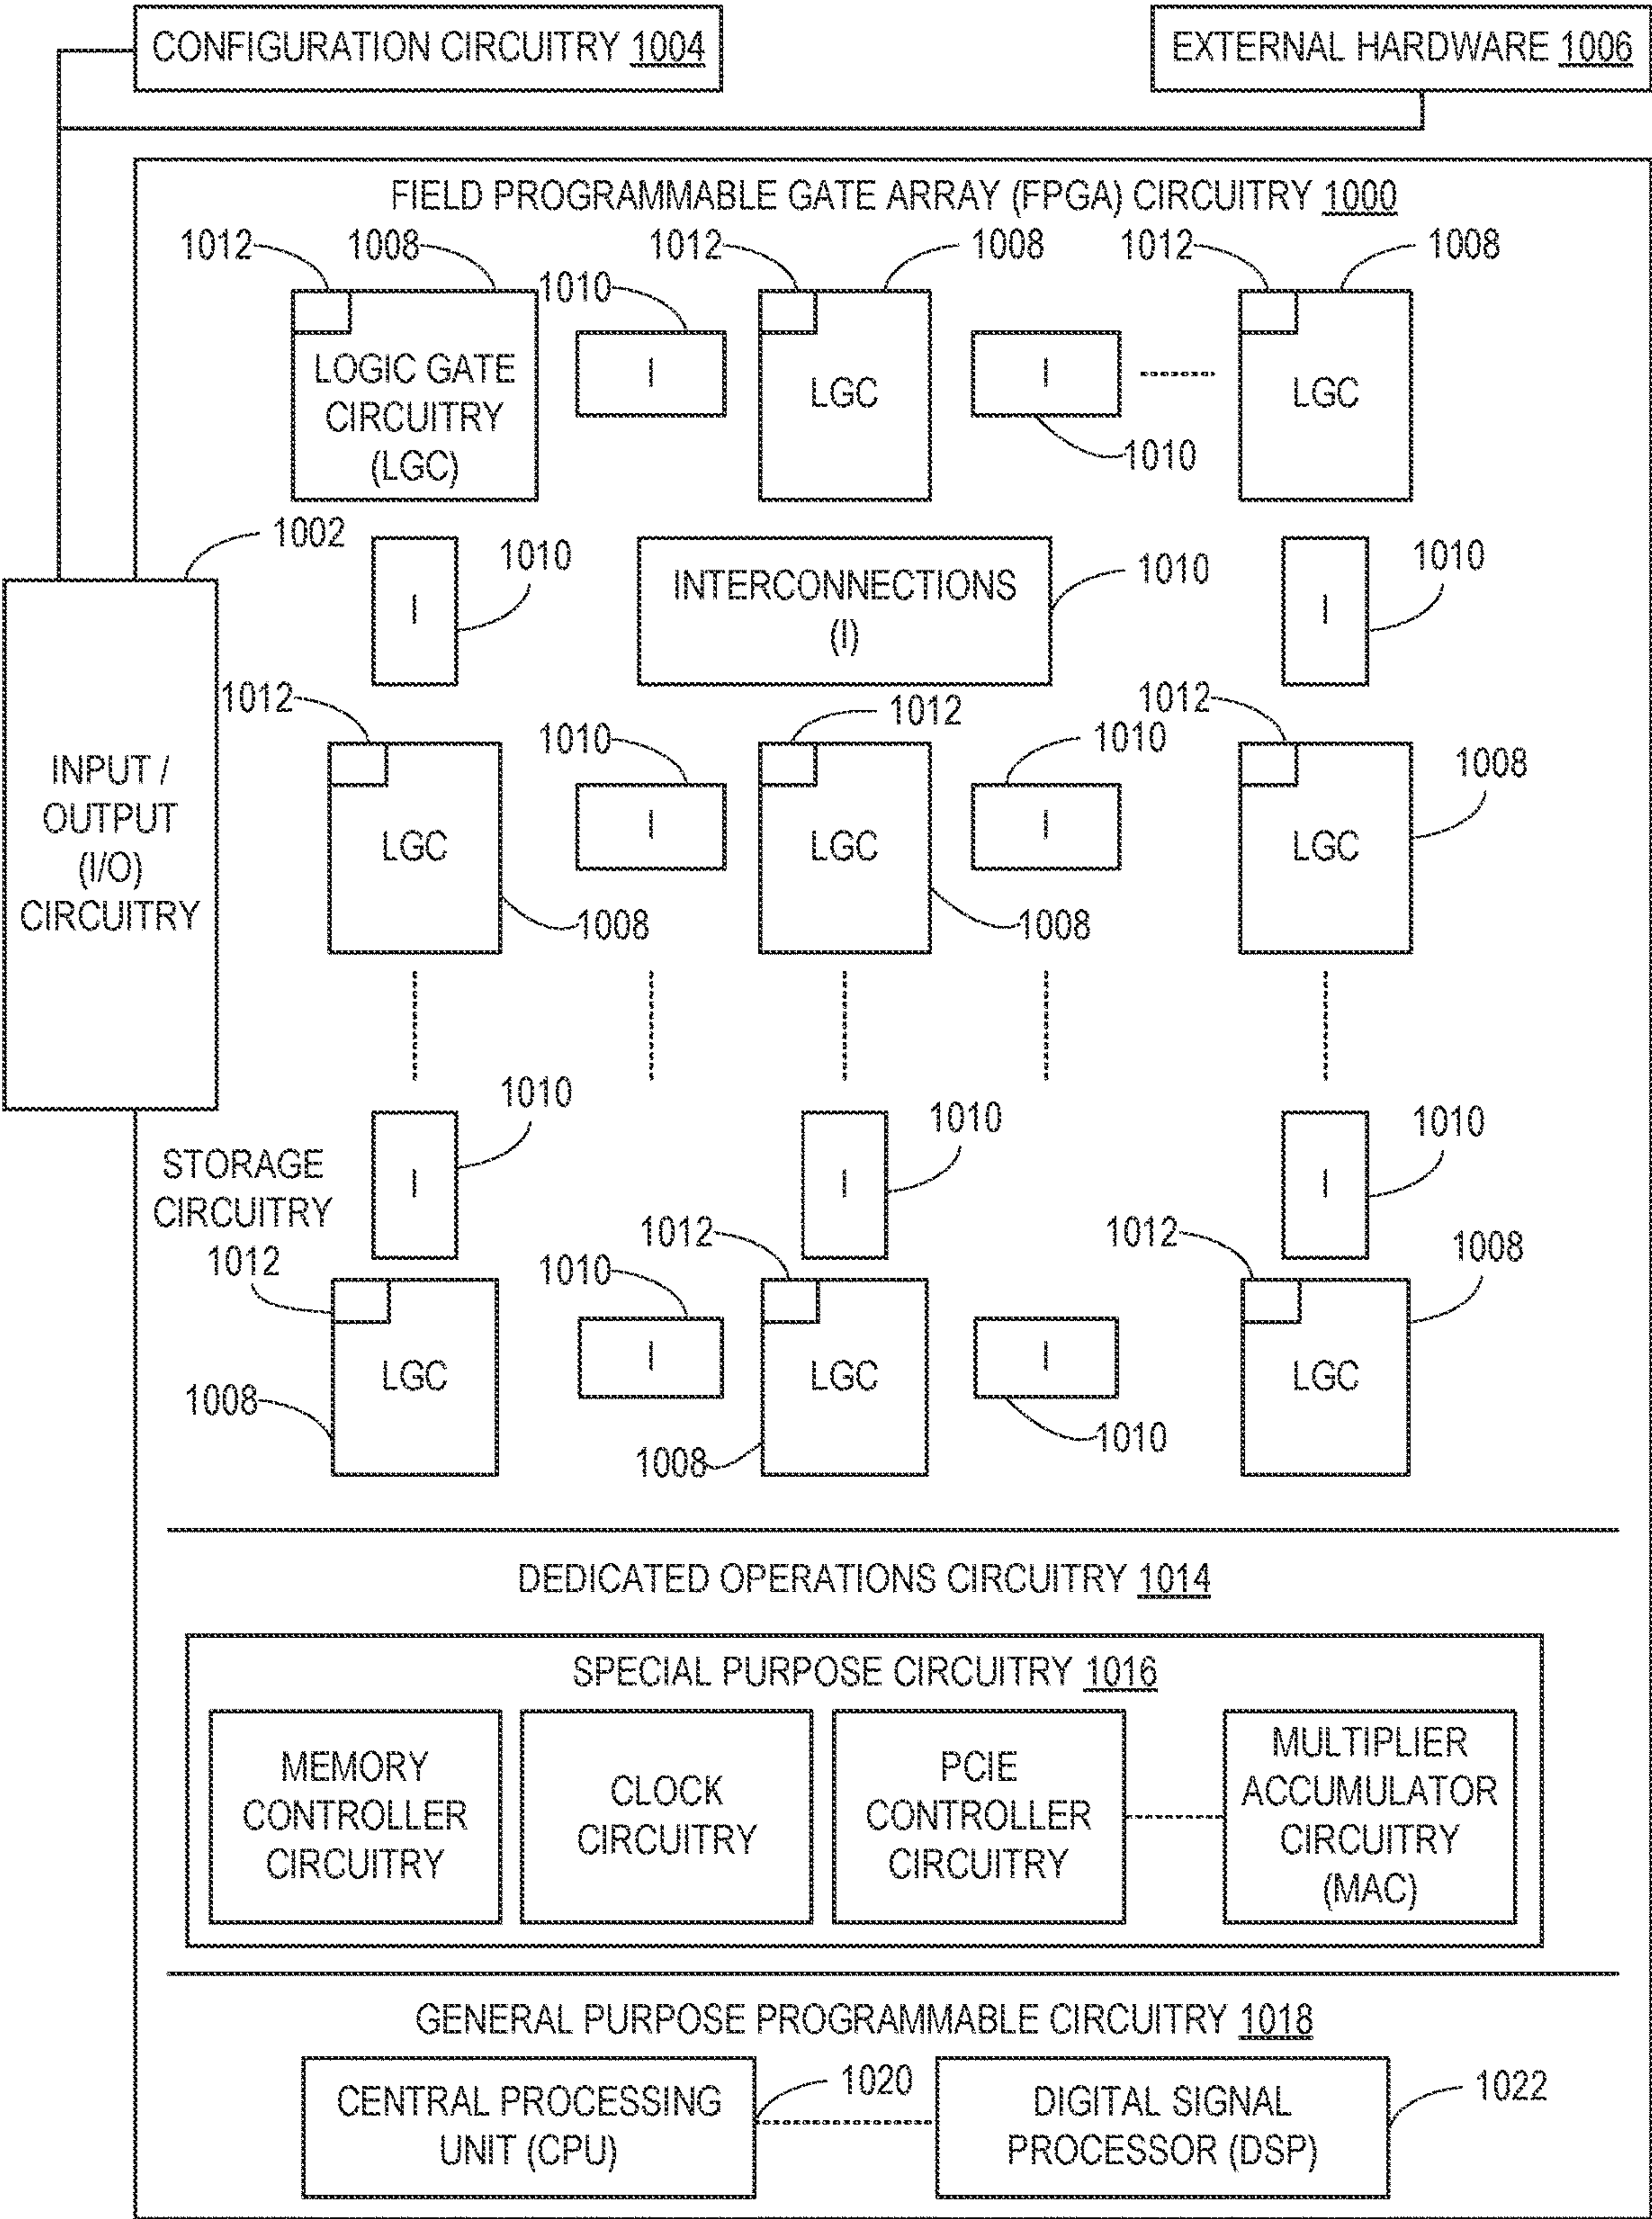 CONFIGURATION CIRCUITRY 1004
EXTERNAL HARDWARE 1006
FIELD PROGRAMMABLE GATE ARRAY (FPGA) CIRCUITRY 1000
1012
1008
1012
1008
1012
1008
1010
LOGIC GATE
CIRCUITRY
(LGC)
I
LGC
I
LGC
1010
1002
1010
INTERCONNECTIONS
(I)
1010
1010
I
I
1012
1012
1012
1010
1010
1008
INPUT /
OUTPUT
(I/O)
CIRCUITRY
LGC
I
LGC
I
LGC
1008
1008
1010
1010
1010
STORAGE
CIRCUITRY
I
I
I
1012
1012
1012
1008
1010
LGC
I
LGC
I
LGC
1008
1008
1010
DEDICATED OPERATIONS CIRCUITRY 1014
SPECIAL PURPOSE CIRCUITRY 1016
MEMORY
CONTROLLER
CIRCUITRY
CLOCK
CIRCUITRY
PCIE
CONTROLLER
CIRCUITRY
MULTIPLIER
ACCUMULATOR
CIRCUITRY
(MAC)
GENERAL PURPOSE PROGRAMMABLE CIRCUITRY 1018
CENTRAL PROCESSING
UNIT (CPU)
1020
DIGITAL SIGNAL
PROCESSOR (DSP)
1022